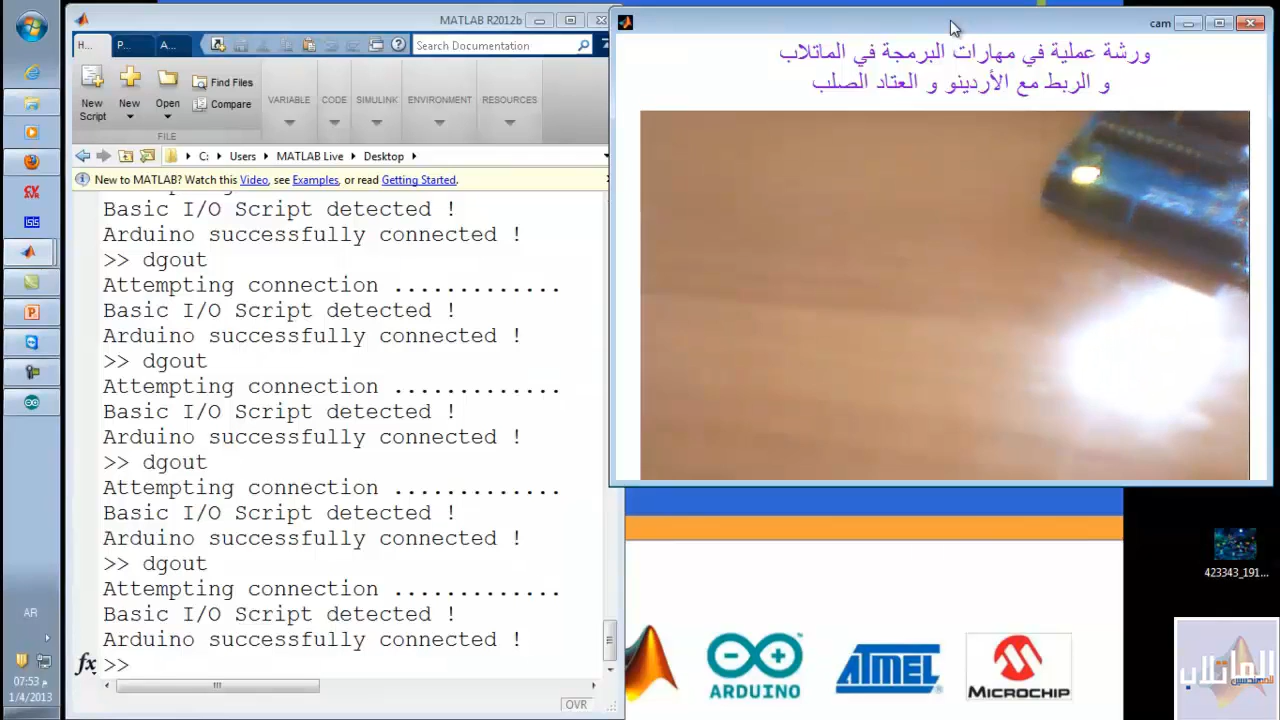 MATLAB R2012b
H...
P...
A...
Search Documentation
New Script
New
Open
Find Files
Compare
VARIABLE
CODE
SIMULINK
ENVIRONMENT
RESOURCES
FILE
C:
Users
MATLAB Live
Desktop
New to MATLAB? Watch this Video, see Examples, or read Getting Started.
Basic I/O Script detected !
Arduino successfully connected !
>> dgout
Attempting connection .............
Basic I/O Script detected !
Arduino successfully connected !
>> dgout
Attempting connection .............
Basic I/O Script detected !
Arduino successfully connected !
>> dgout
Attempting connection .............
Basic I/O Script detected !
Arduino successfully connected !
>> dgout
Attempting connection .............
Basic I/O Script detected !
Arduino successfully connected !
fx >>
OVR
cam
ورشة عملية في مهارات البرمجة في الماتلاب
و الربط مع الأردينو و العتاد الصلب
423343_191...
ARDUINO
ATMEL
MICROCHIP
الماتلاب
للمهندسين
ISIS
AR
07:53 م
1/4/2013